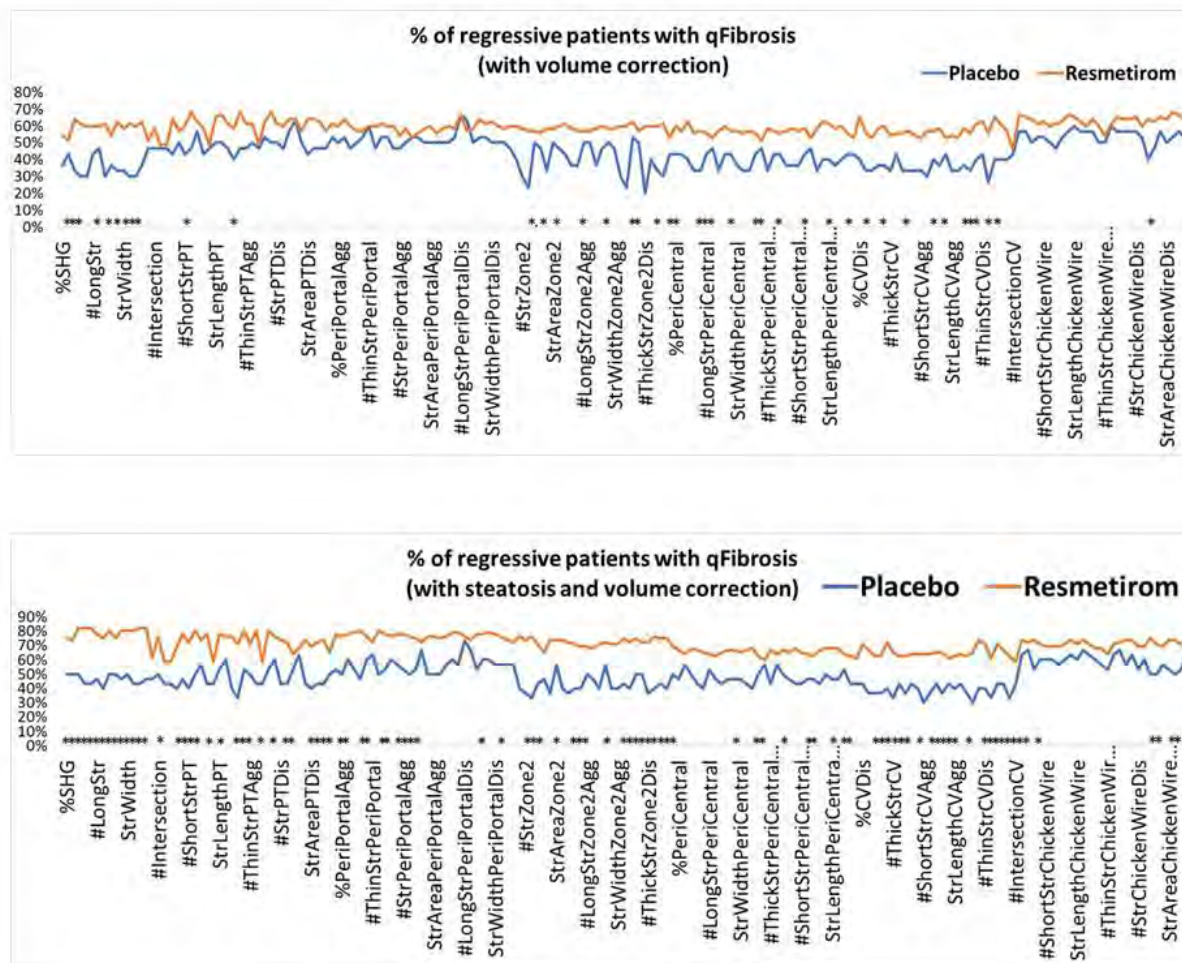 % of regressive patients with qFibrosis
(with volume correction)
Placebo
Resmetirom
80%
70%
60%
50%
40%
30%
20%
10%
0%
%SHG
#LongStr
StrWidth
#Intersection
#ShortStrPT
StrLengthPT
#ThinStrPTAgg
#StrPTDis
StrAreaPTDis
%PeriPortalAgg
#ThinStrPeriPortal
#StrPeriPortalAgg
StrAreaPeriPortalAgg
#LongStrPeriPortalDis
StrWidthPeriPortalDis
#StrZone2
StrAreaZone2
#LongStrZone2Agg
StrWidthZone2Agg
#ThickStrZone2Dis
%PeriCentral
#LongStrPeriCentral
StrWidthPeriCentral
#ThickStrPeriCentral...
#ShortStrPeriCentral...
StrLengthPeriCentral...
%CVDis
#ThickStrCV
#ShortStrCVAgg
StrLengthCVAgg
#ThinStrCVDis
#IntersectionCV
#ShortStrChickenWire
StrLengthChickenWire
#ThinStrChickenWire...
#StrChickenWireDis
StrAreaChickenWireDis
% of regressive patients with qFibrosis
(with steatosis and volume correction)
Placebo
Resmetirom
90%
80%
70%
60%
50%
40%
30%
20%
10%
0%
%SHG
#LongStr
StrWidth
#Intersection
#ShortStrPT
StrLengthPT
#ThinStrPTAgg
#StrPTDis
StrAreaPTDis
%PeriPortalAgg
#ThinStrPeriPortal
#StrPeriPortalAgg
StrAreaPeriPortalAgg
#LongStrPeriPortalDis
StrWidthPeriPortalDis
#StrZone2
StrAreaZone2
#LongStrZone2Agg
StrWidthZone2Agg
#ThickStrZone2Dis
%PeriCentral
#LongStrPeriCentral
StrWidthPeriCentral
#ThickStrPeriCentral...
#ShortStrPeriCentral...
StrLengthPeriCentra...
%CVDis
#ThickStrCV
#ShortStrCVAgg
StrLengthCVAgg
#ThinStrCVDis
#IntersectionCV
#ShortStrChickenWire
StrLengthChickenWire
#ThinStrChickenWir...
#StrChickenWireDis
StrAreaChickenWire...